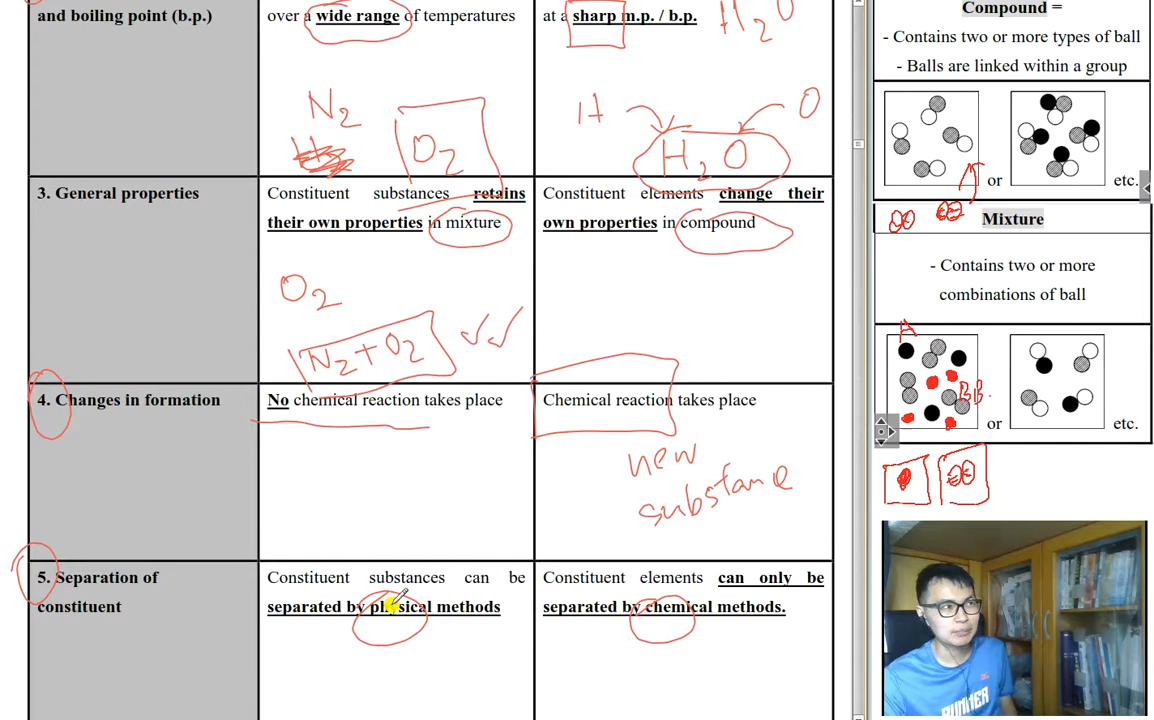 and boiling point (b.p.)
over a wide range of temperatures
at a sharp m.p. / b.p.
H2O
N2
O2
H
O
H2O
3. General properties
Constituent substances retains
their own properties in mixture
Constituent elements change their
own properties in compound
O2
N2 + O2
4. Changes in formation
No chemical reaction takes place
Chemical reaction takes place
new
substance
5. Separation of
constituent
Constituent substances can be
separated by physical methods
Constituent elements can only be
separated by chemical methods.
Compound =
- Contains two or more types of ball
- Balls are linked within a group
or
etc.
Mixture
- Contains two or more
combinations of ball
A
BB
or
etc.